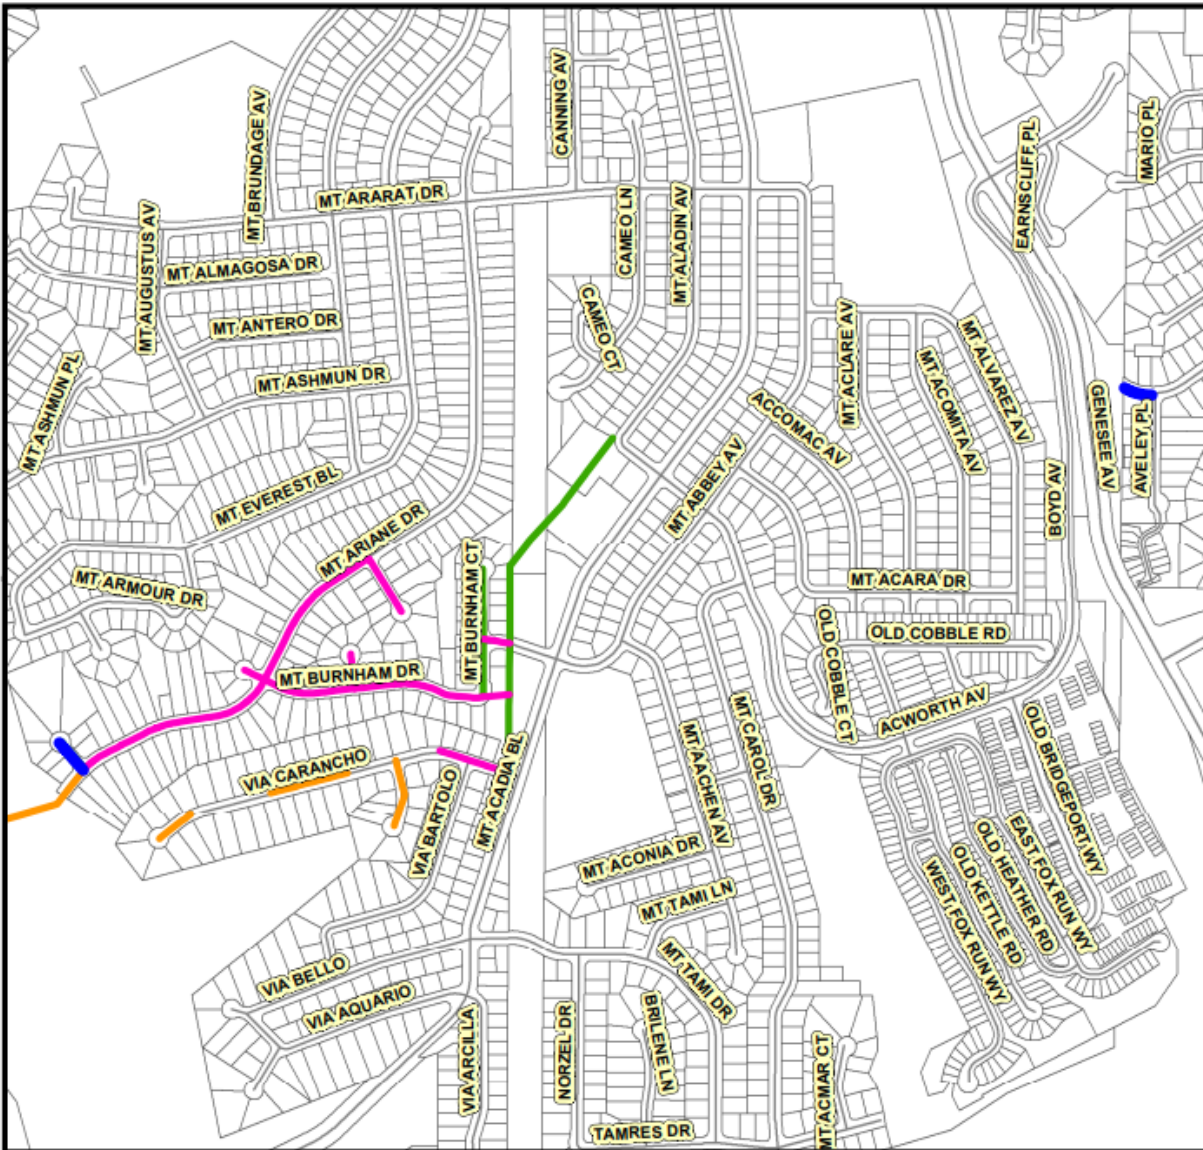 CANNING AV
MT BRUNDAGE AV
EARNSCLIFF PL
MARIO PL
MT ARARAT DR
CAMEO LN
MT ALADIN AV
MT AUGUSTUS AV
MT ALMAGOSA DR
MT ANTERO DR
CAMEO CT
MT ACLARE AV
MT ALVAREZ AV
MT ACOMITA AV
MT ASHMUN PL
MT ASHMUN DR
ACCOMAC AV
GENESEE AV
AVELEY PL
MT EVEREST BL
MT ABBEY AV
BOYD AV
MT ARIANE DR
MT ARMOUR DR
MT BURNHAM CT
MT ACARA DR
OLD COBBLE RD
OLD COBBLE CT
MT BURNHAM DR
ACWORTH AV
MT CAROL DR
MT AACHEN AV
OLD BRIDGEPORT WY
VIA CARANCHO
VIA BARTOLO
MT ACADIA BL
MT ACONIA DR
EAST FOX RUN WY
OLD HEATHER RD
OLD KETTLE RD
WEST FOX RUN WY
MT TAMI LN
MT TAMI DR
VIA BELLO
VIA AQUARIO
VIA ARCILLA
NORZEL DR
BRILENE LN
MT ACMAR CT
TAMRES DR